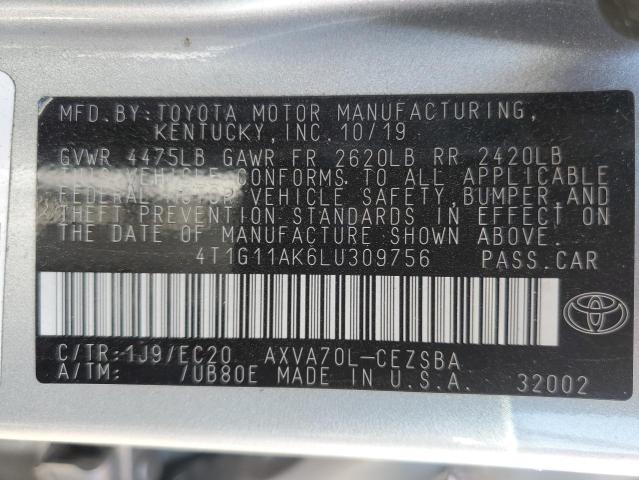 MFD. BY: TOYOTA MOTOR MANUFACTURING,
KENTUCKY, INC. 10/19
GVWR 4475LB GAWR FR 2620LB RR 2420LB
THIS VEHICLE CONFORMS TO ALL APPLICABLE
FEDERAL MOTOR VEHICLE SAFETY, BUMPER, AND
THEFT PREVENTION STANDARDS IN EFFECT ON
THE DATE OF MANUFACTURE SHOWN ABOVE.
4T1G11AK6LU309756 PASS. CAR
C/TR: 1J9/EC20 AXVA70L-CEZSBA
A/TM: /UB80E MADE IN U.S.A. 32002